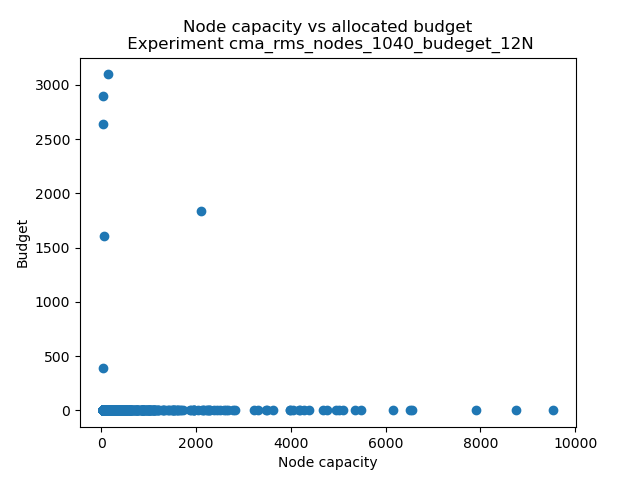 Node capacity vs allocated budget
Experiment cma_rms_nodes_1040_budeget_12N
3000
2500
2000
1500
1000
500
0
Budget
0 2000 4000 6000 8000 10000
Node capacity